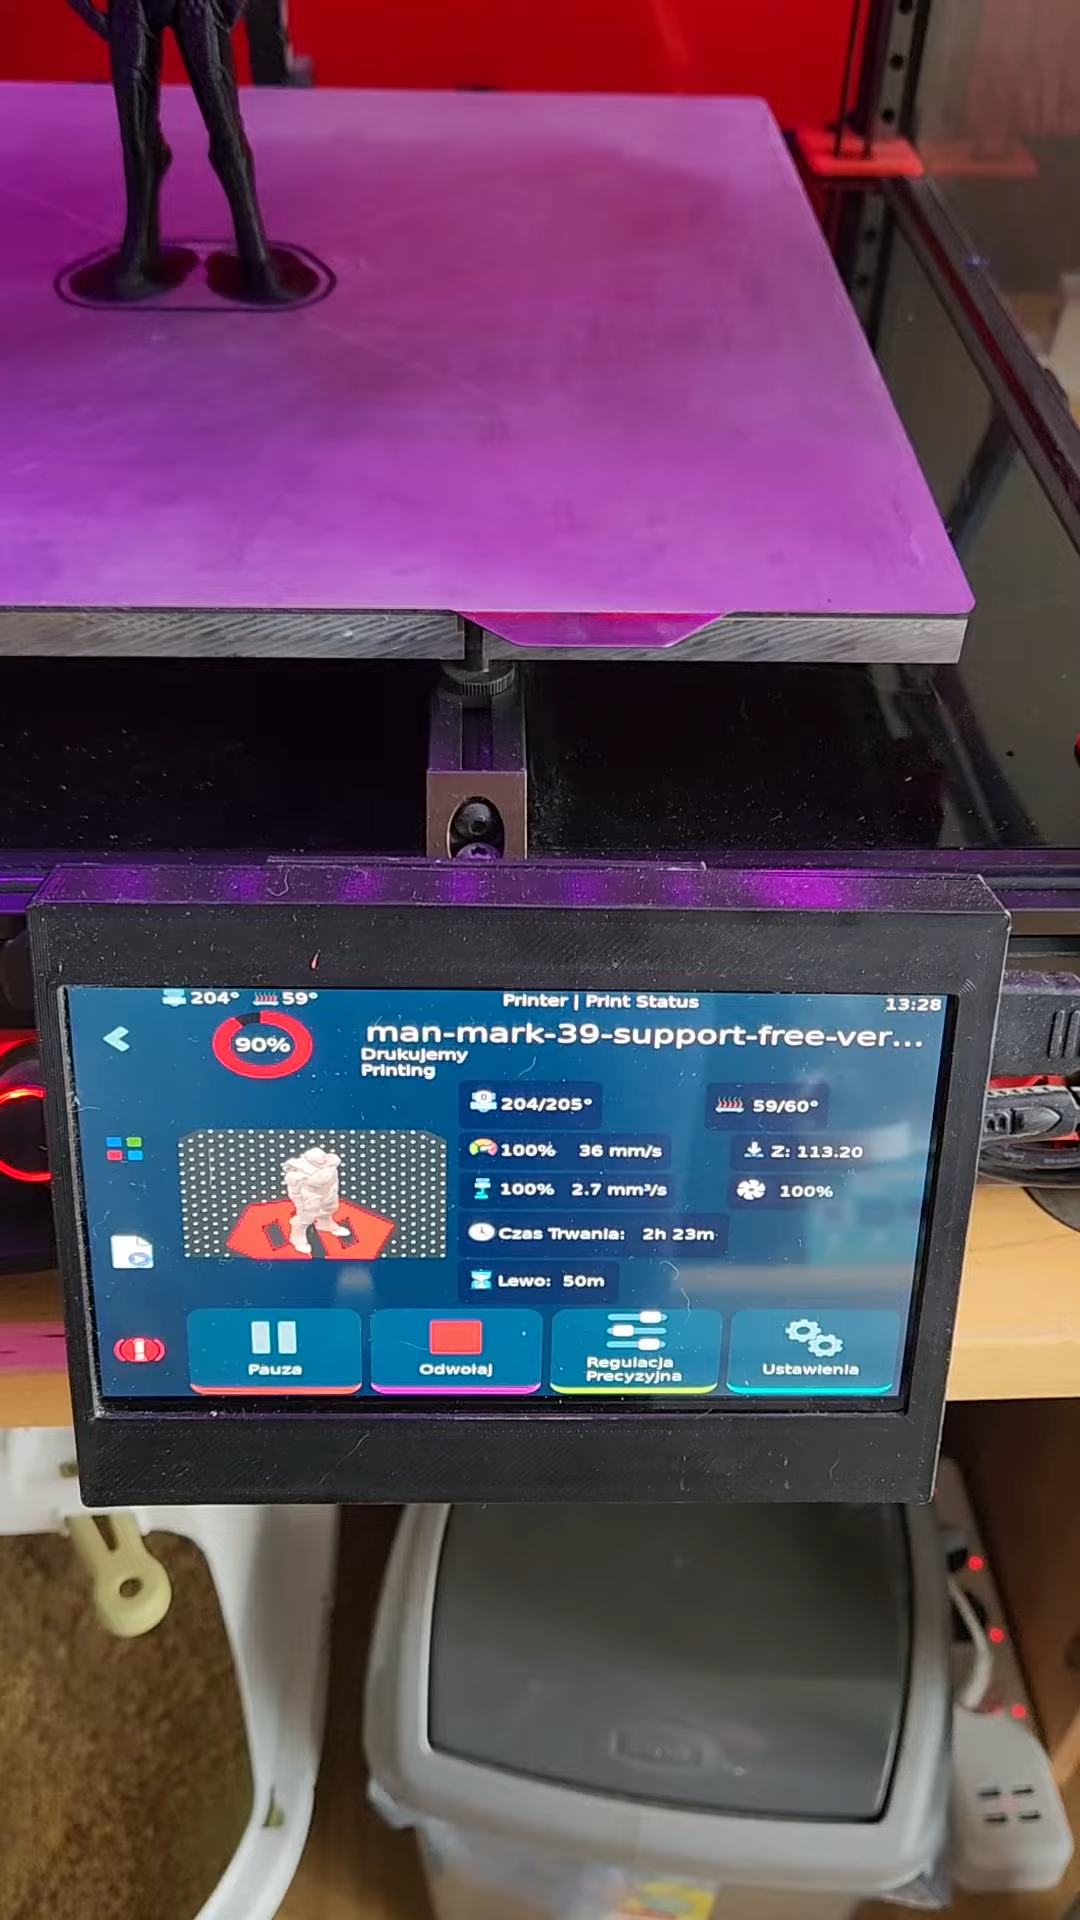 204° 59° Printer | Print Status 13:28
90% man-mark-39-support-free-ver...
Drukujemy
Printing
204/205° 59/60°
100% 36 mm/s Z: 113.20
100% 2.7 mm³/s 100%
Czas Trwania: 2h 23m
Lewo: 50m
Pauza Odwołaj Regulacja
Precyzyjna Ustawienia